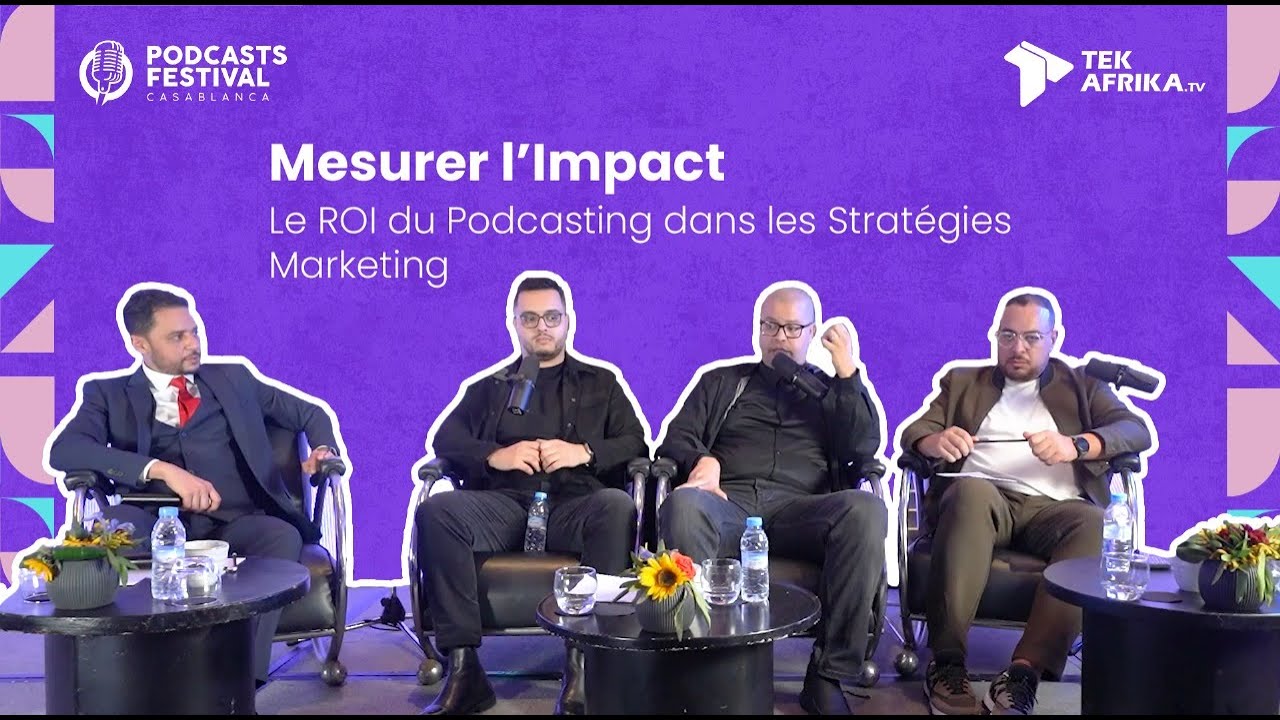 PODCASTS
FESTIVAL
CASABLANCA
TEK
AFRIKA.TV
Mesurer l’Impact
Le ROI du Podcasting dans les Stratégies
Marketing